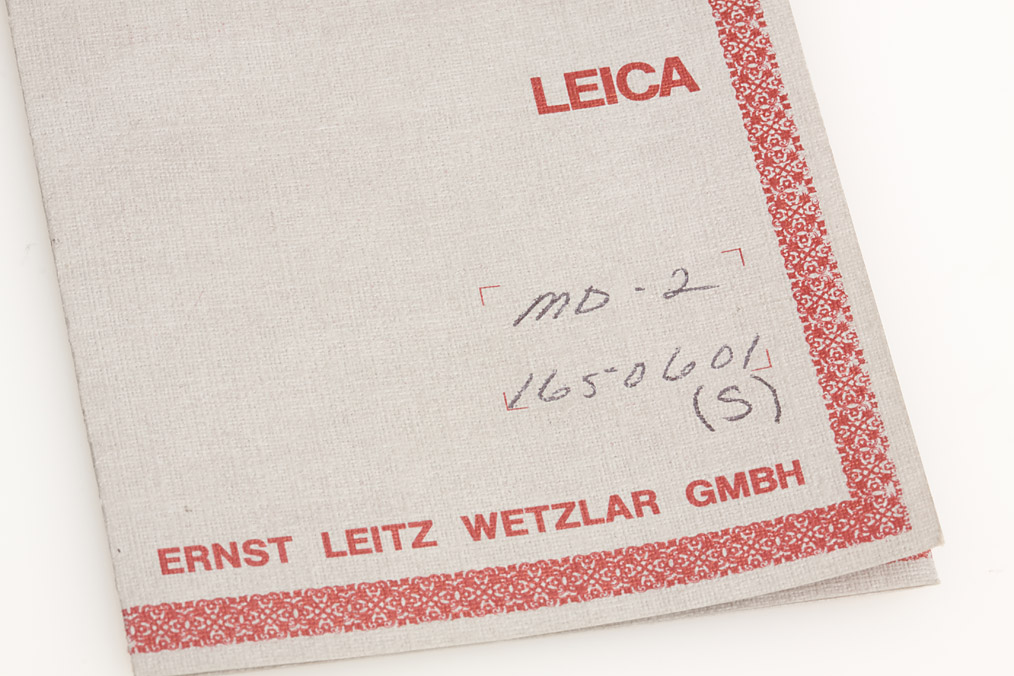 LEICA
MD-2
1650601
(S)
ERNST LEITZ WETZLAR GMBH